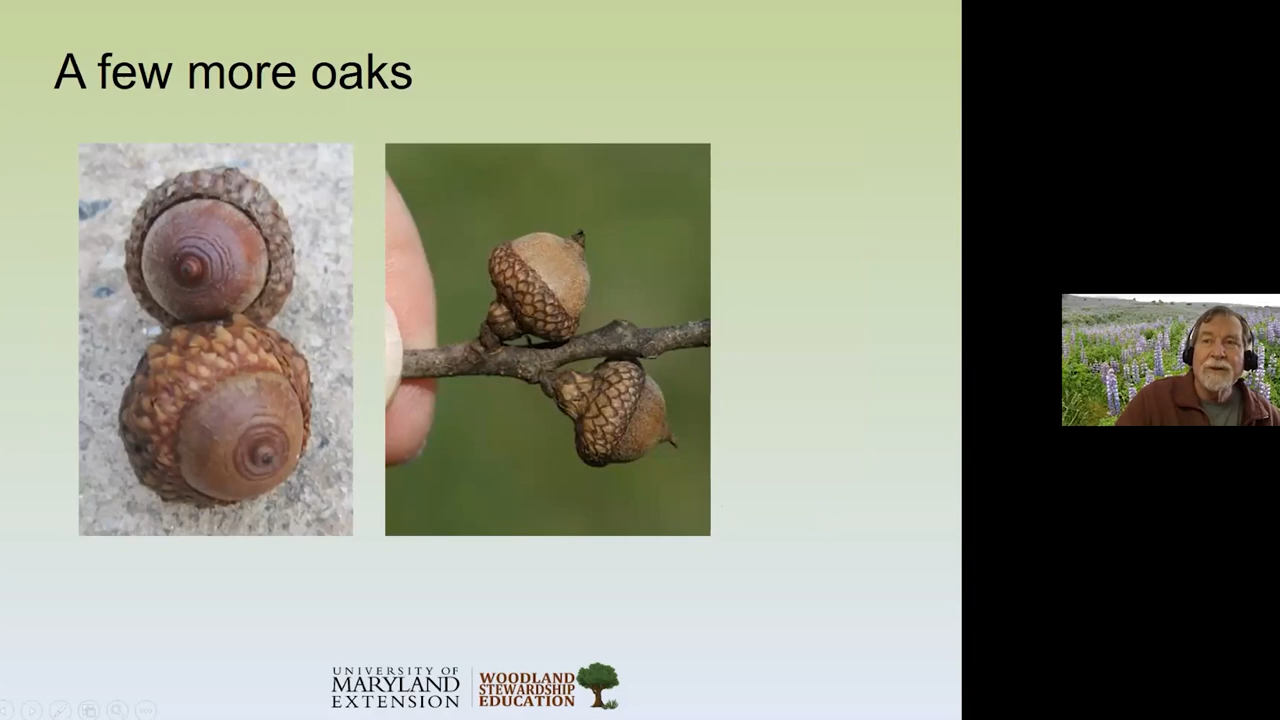 A few more oaks
UNIVERSITY OF
MARYLAND
EXTENSION
WOODLAND
STEWARDSHIP
EDUCATION